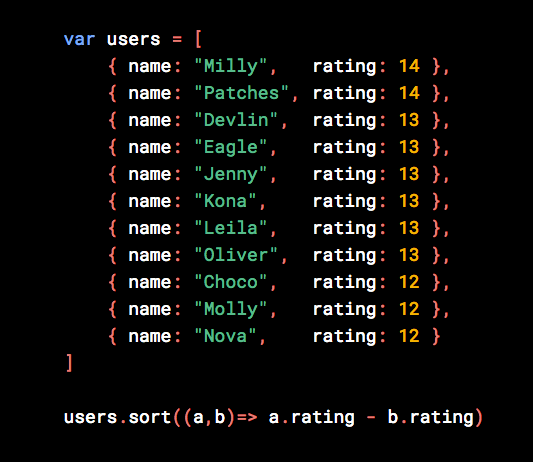 var users = [
    { name: "Milly",   rating: 14 },
    { name: "Patches", rating: 14 },
    { name: "Devlin",  rating: 13 },
    { name: "Eagle",   rating: 13 },
    { name: "Jenny",   rating: 13 },
    { name: "Kona",    rating: 13 },
    { name: "Leila",   rating: 13 },
    { name: "Oliver",  rating: 13 },
    { name: "Choco",   rating: 12 },
    { name: "Molly",   rating: 12 },
    { name: "Nova",    rating: 12 }
]
users.sort((a,b)=> a.rating - b.rating)